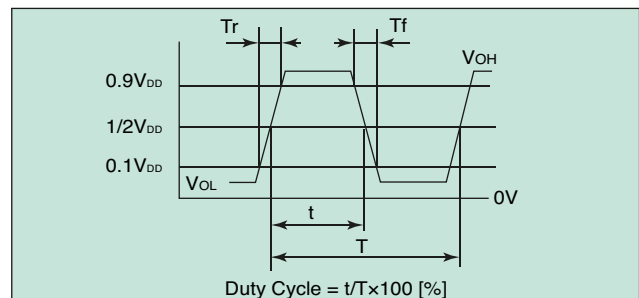 Tr
Tf
VOH
0.9VDD
1/2VDD
0.1VDD
VOL
0V
t
T
Duty Cycle = t/T×100 [%]